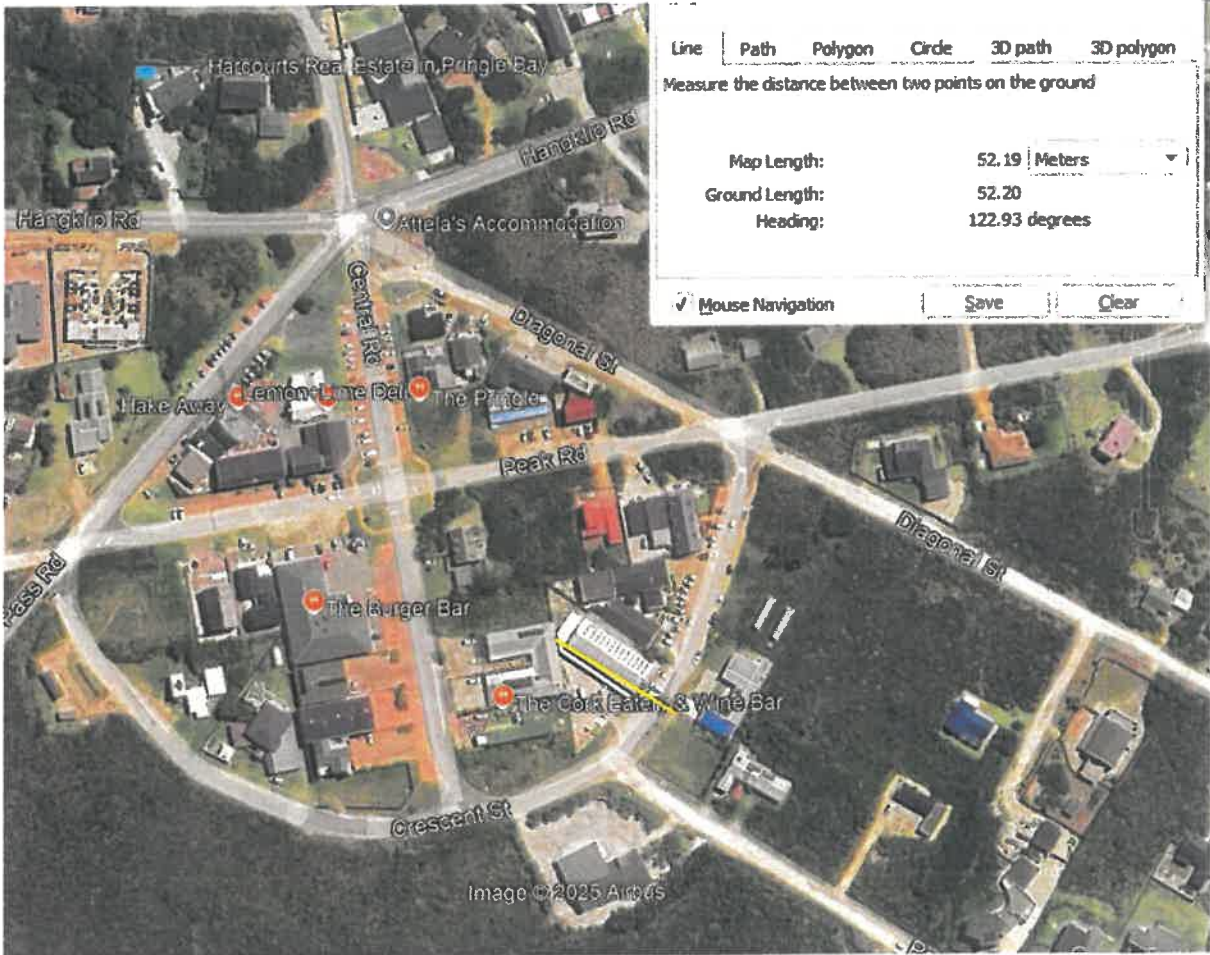 Line Path Polygon Circle 3D path 3D polygon
Measure the distance between two points on the ground
Map Length: 52.19 Meters
Ground Length: 52.20
Heading: 122.93 degrees
Mouse Navigation Save Clear
Harcourts Real Estate in Pringle Bay
Hangklip Rd
Hangklip Rd
Attela's Accommodation
Central Rd
Diagonal St
Hake Away
Lemon+Lime Deli
The Pringle
Peak Rd
Diagonal St
Pass Rd
The Burger Bar
The Cork Eatery & Wine Bar
Crescent St
Image © 2025 Airbus